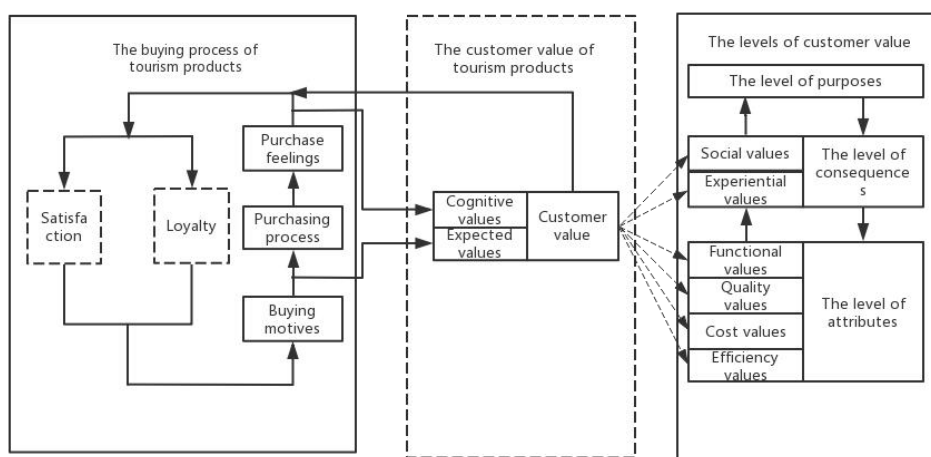 The buying process of
tourism products
Purchase
feelings
Satisfa
ction
Loyalty
Purchasing
process
Buying
motives
The customer value of
tourism products
Cognitive
values
Expected
values
Customer
value
The levels of customer value
The level of purposes
Social values
Experiential
values
The level of
consequence
s
Functional
values
Quality
values
Cost values
Efficiency
values
The level of
attributes